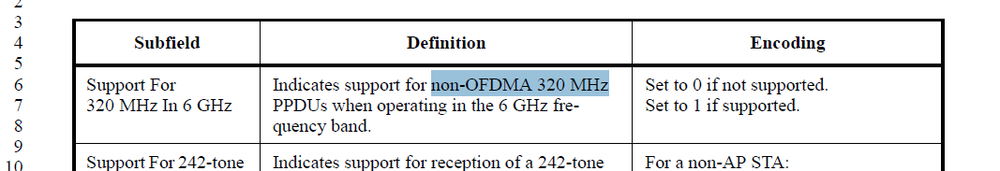 2
3
4
5
6
7
8
9
10
Subfield Definition Encoding
Support For
320 MHz In 6 GHz
Indicates support for non-OFDMA 320 MHz
PPDUs when operating in the 6 GHz fre-
quency band.
Set to 0 if not supported.
Set to 1 if supported.
Support For 242-tone
Indicates support for reception of a 242-tone
For a non-AP STA: